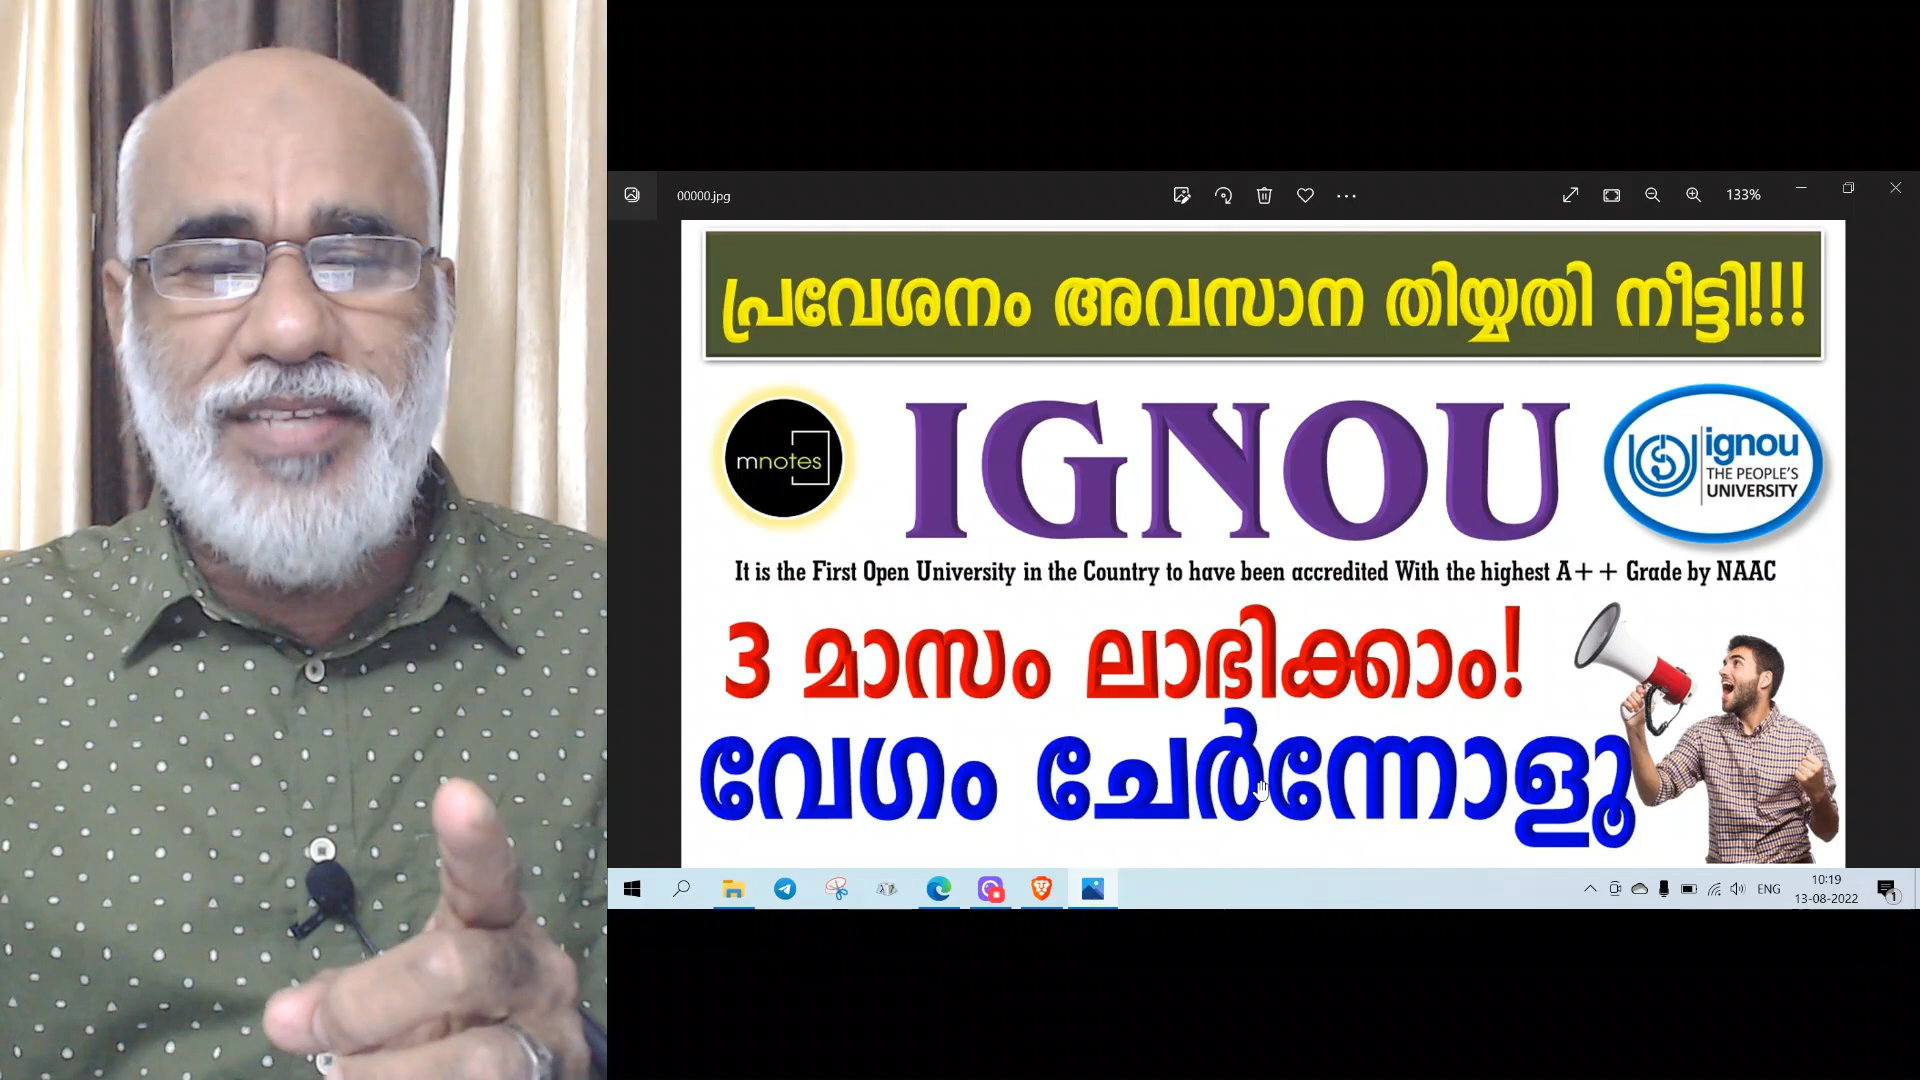 00000.jpg
133%
പ്രവേശനം അവസാന തിയ്യതി നീട്ടി!!!
mnotes
IGNOU
ignou
THE PEOPLE'S
UNIVERSITY
It is the First Open University in the Country to have been accredited With the highest A++ Grade by NAAC
3 മാസം ലാഭിക്കാം!
വേഗം ചേർന്നോളൂ
ENG
10:19
13-08-2022
1